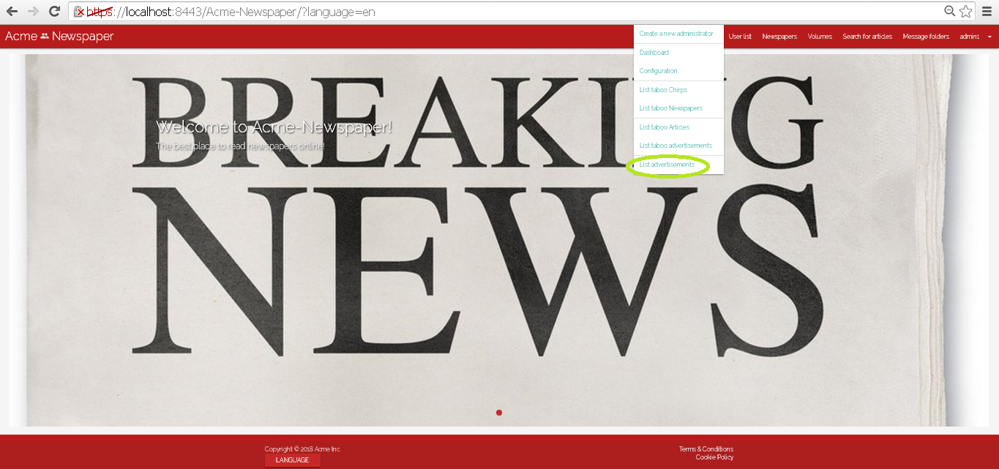 https://localhost:8443/Acme-Newspaper/?language=en
Acme Newspaper
User list
Newspapers
Volumes
Search for articles
Message folders
admin1
Create a new administrator
Dashboard
Configuration
List taboo Chirps
List taboo Newspapers
List taboo Articles
List taboo advertisements
List advertisements
BREAKING
Welcome to Acme-Newspaper!
The best place to read newspapers online!
NEWS
Copyright © 2018 Acme Inc.
LANGUAGE
Terms & Conditions
Cookie Policy